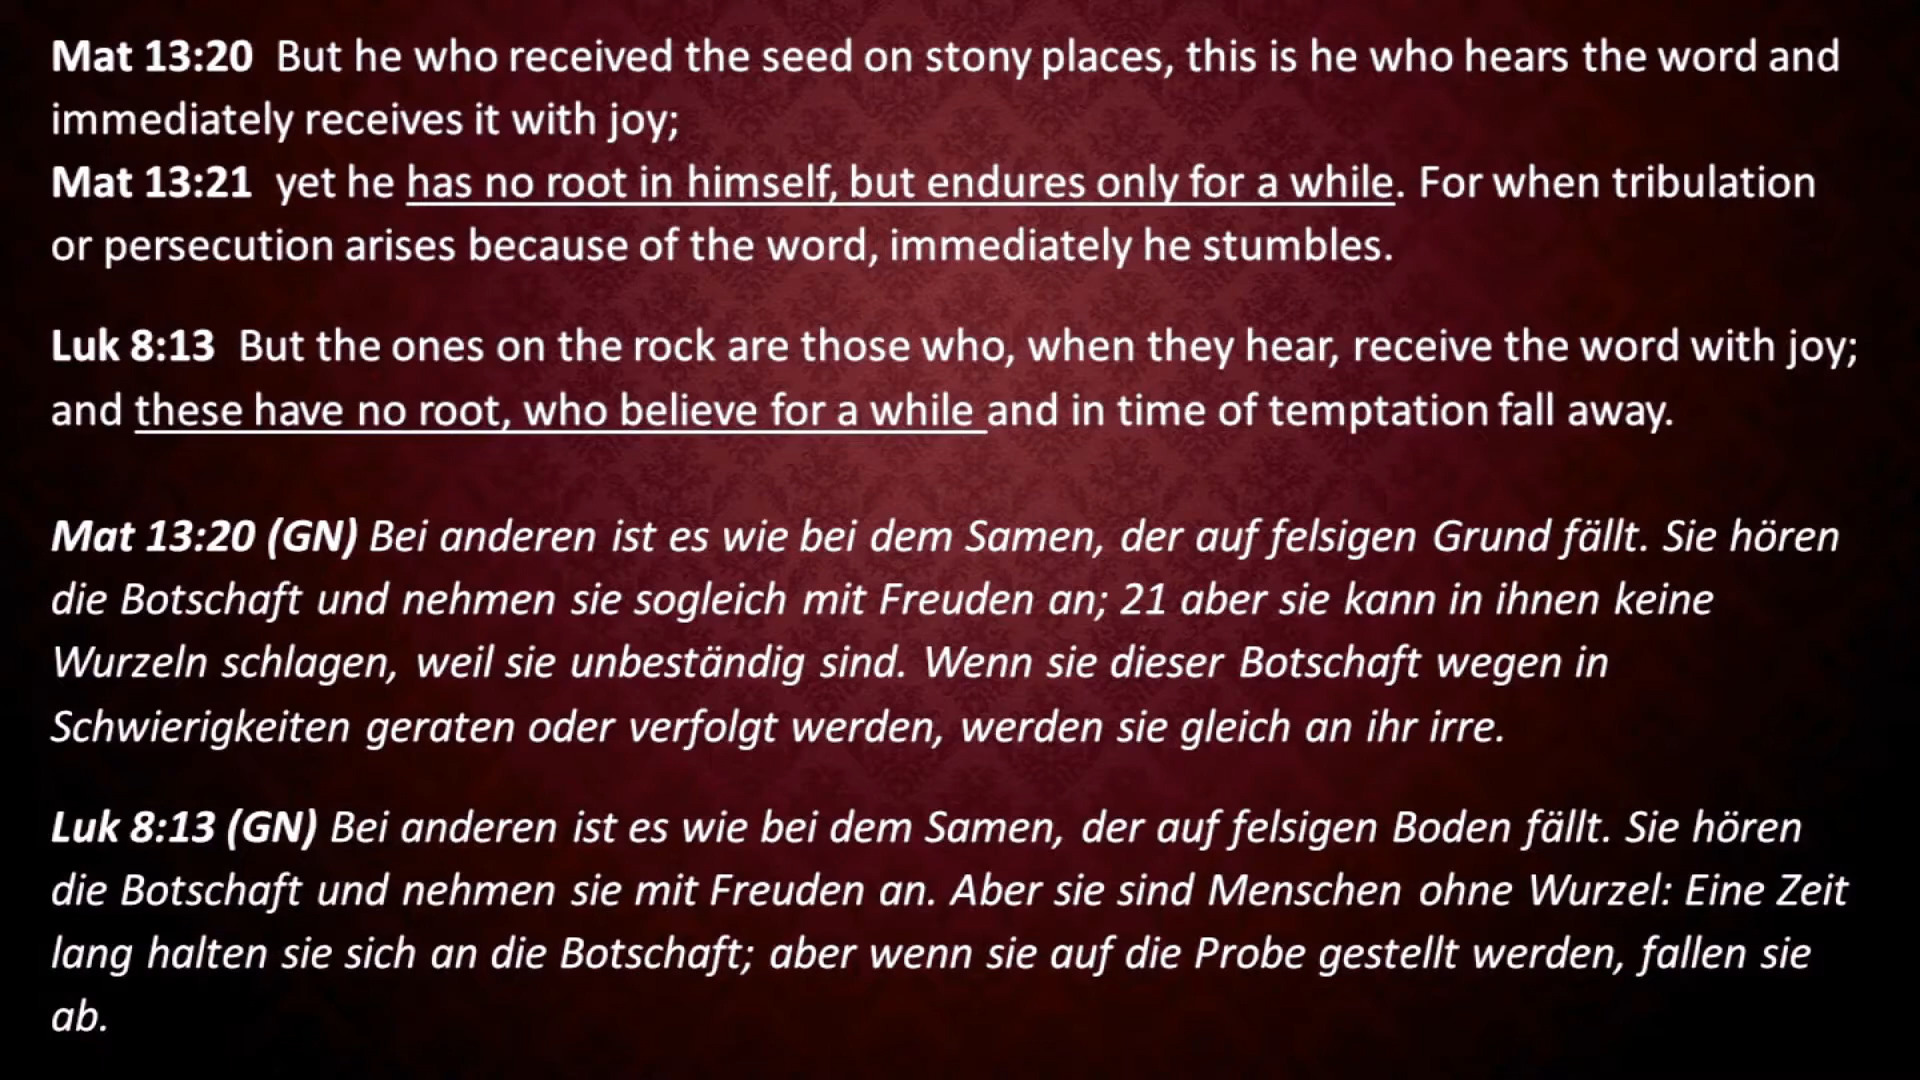 Mat 13:20 But he who received the seed on stony places, this is he who hears the word and
immediately receives it with joy;
Mat 13:21 yet he has no root in himself, but endures only for a while. For when tribulation
or persecution arises because of the word, immediately he stumbles.
Luk 8:13 But the ones on the rock are those who, when they hear, receive the word with joy;
and these have no root, who believe for a while and in time of temptation fall away.
Mat 13:20 (GN) Bei anderen ist es wie bei dem Samen, der auf felsigen Grund fällt. Sie hören
die Botschaft und nehmen sie sogleich mit Freuden an; 21 aber sie kann in ihnen keine
Wurzeln schlagen, weil sie unbeständig sind. Wenn sie dieser Botschaft wegen in
Schwierigkeiten geraten oder verfolgt werden, werden sie gleich an ihr irre.
Luk 8:13 (GN) Bei anderen ist es wie bei dem Samen, der auf felsigen Boden fällt. Sie hören
die Botschaft und nehmen sie mit Freuden an. Aber sie sind Menschen ohne Wurzel: Eine Zeit
lang halten sie sich an die Botschaft; aber wenn sie auf die Probe gestellt werden, fallen sie
ab.